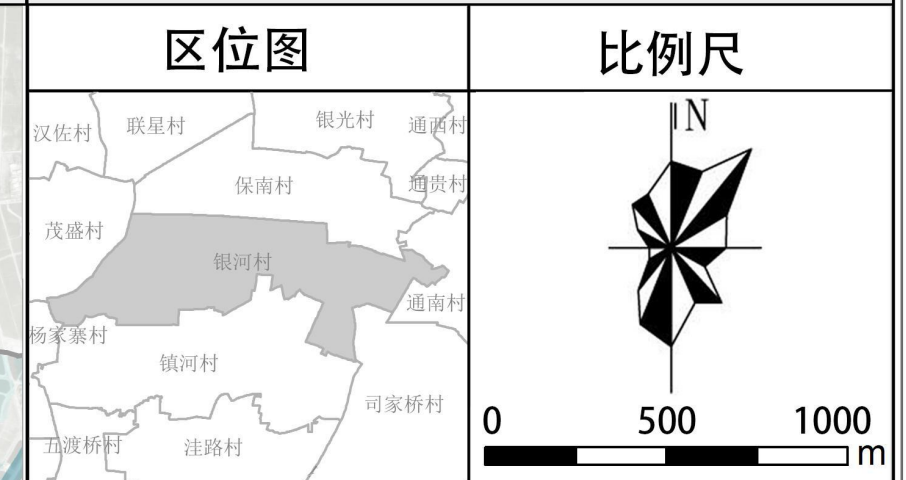 区位图
比例尺
汉佐村
联星村
银光村
通西村
保南村
通贵村
茂盛村
银河村
通南村
杨家寨村
镇河村
司家桥村
五渡桥村
洼路村
N
0 500 1000
m